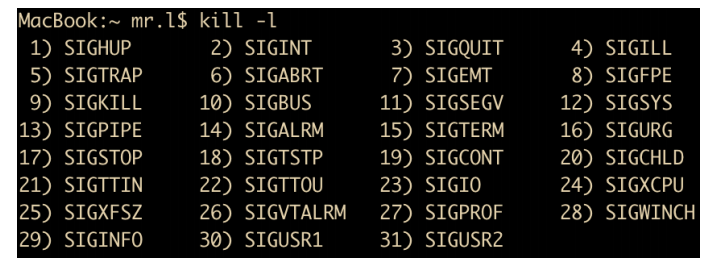 MacBook:~ mr.l$ kill -l
1) SIGHUP 2) SIGINT 3) SIGQUIT 4) SIGILL
5) SIGTRAP 6) SIGABRT 7) SIGEMT 8) SIGFPE
9) SIGKILL 10) SIGBUS 11) SIGSEGV 12) SIGSYS
13) SIGPIPE 14) SIGALRM 15) SIGTERM 16) SIGURG
17) SIGSTOP 18) SIGTSTP 19) SIGCONT 20) SIGCHLD
21) SIGTTIN 22) SIGTTOU 23) SIGIO 24) SIGXCPU
25) SIGXFSZ 26) SIGVTALRM 27) SIGPROF 28) SIGWINCH
29) SIGINFO 30) SIGUSR1 31) SIGUSR2